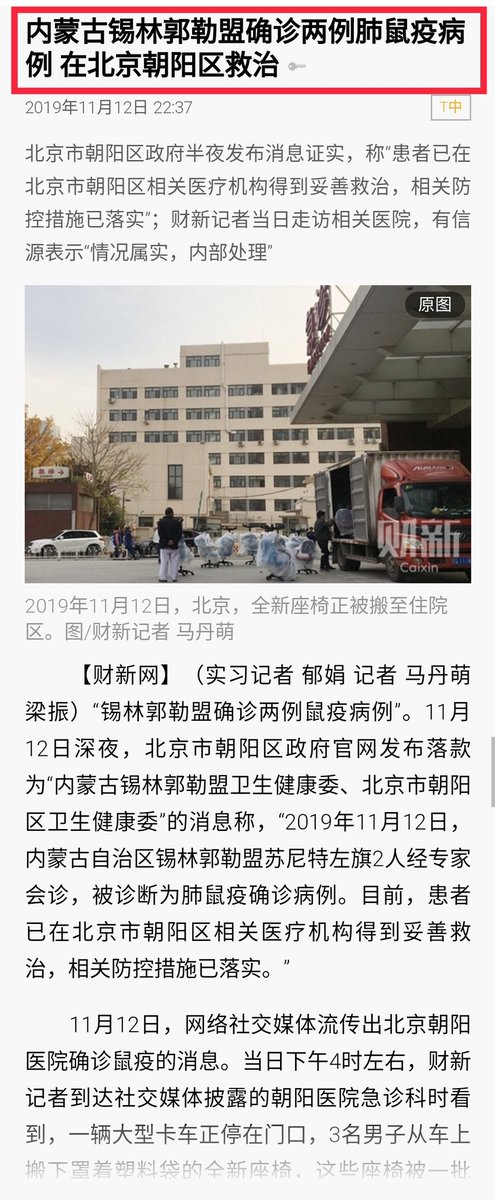 内蒙古锡林郭勒盟确诊两例肺鼠疫病
例 在北京朝阳区救治
2019年11月12日 22:37
T中
北京市朝阳区政府半夜发布消息证实，称“患者已在
北京市朝阳区相关医疗机构得到妥善救治，相关防
控措施已落实”；财新记者当日走访相关医院，有信
源表示“情况属实，内部处理”
原图
急诊
财新
Caixin
2019年11月12日，北京，全新座椅正被搬至住院
区。图/财新记者 马丹萌
【财新网】（实习记者 郁娟 记者 马丹萌
梁振）“锡林郭勒盟确诊两例鼠疫病例”。11月
12日深夜，北京市朝阳区政府官网发布落款
为“内蒙古锡林郭勒盟卫生健康委、北京市朝阳
区卫生健康委”的消息称，“2019年11月12日，
内蒙古自治区锡林郭勒盟苏尼特左旗2人经专家
会诊，被诊断为肺鼠疫确诊病例。目前，患者
已在北京市朝阳区相关医疗机构得到妥善救
治，相关防控措施已落实。”
11月12日，网络社交媒体流传出北京朝阳
医院确诊鼠疫的消息。当日下午4时左右，财新
记者到达社交媒体披露的朝阳医院急诊科时看
到，一辆大型卡车正停在门口，3名男子从车上
搬下罩着塑料袋的全新座椅，这些座椅被一批